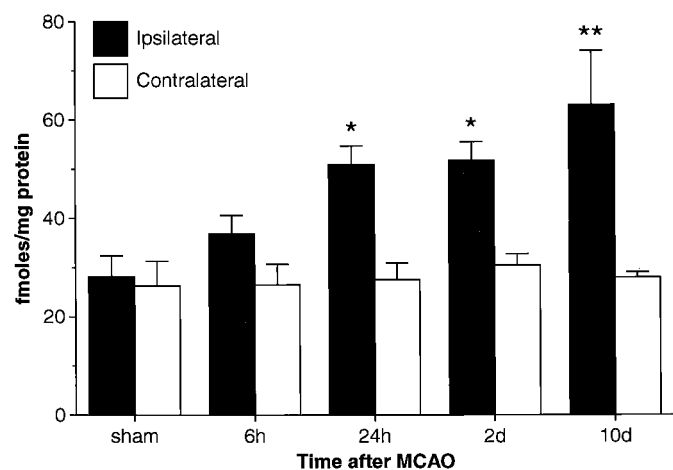 80
60
40
20
0
fmoles/mg protein
Ipsilateral
Contralateral
*
*
**
sham
6h
24h
2d
10d
Time after MCAO